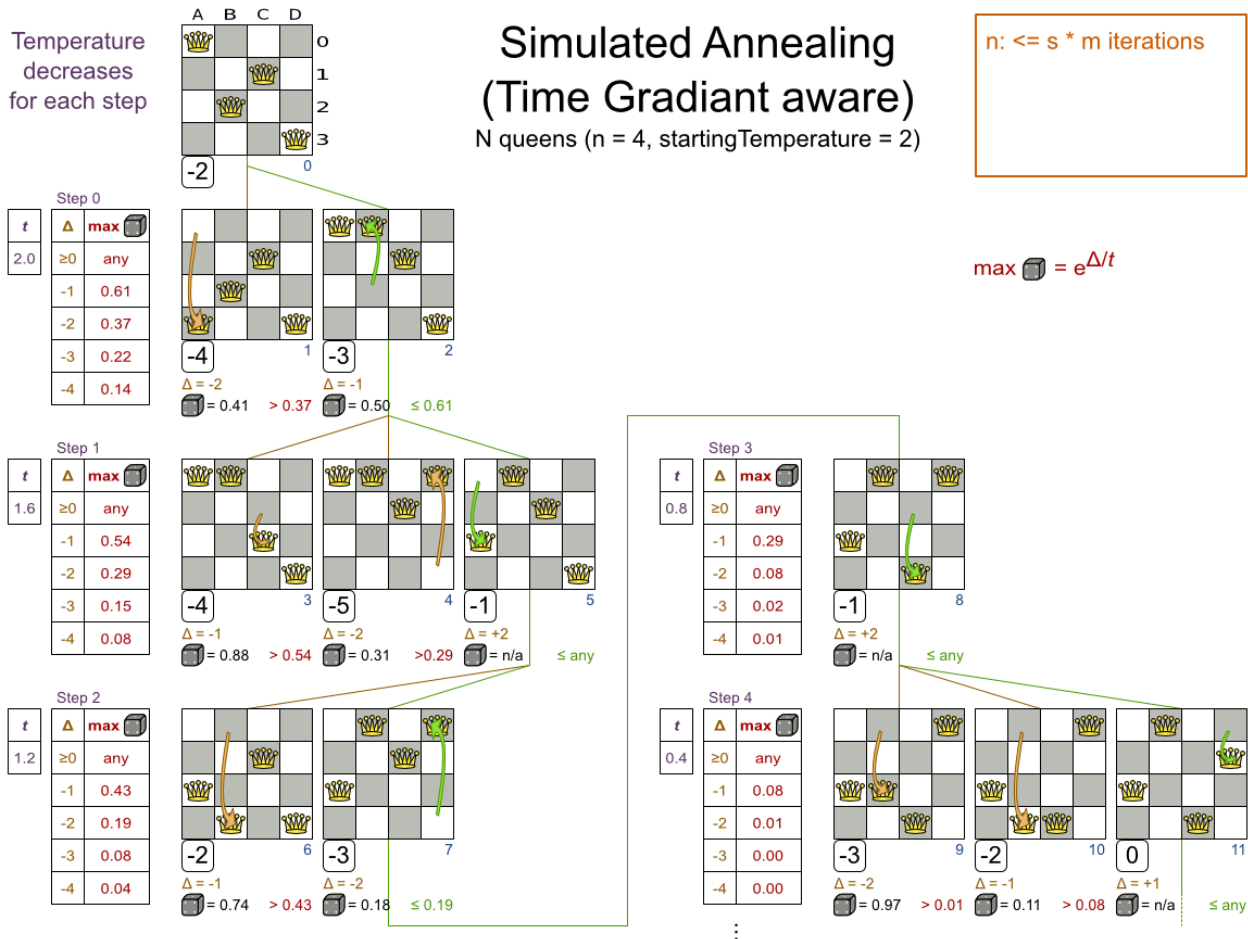 Temperature
decreases
for each step
A B C D
0
1
2
3
-2
0
Simulated Annealing
(Time Gradiant aware)
N queens (n = 4, startingTemperature = 2)
n: <= s * m iterations
max = e^Δ/t
Step 0
t Δ max
2.0 ≥0 any
-1 0.61
-2 0.37
-3 0.22
-4 0.14
-4 1
Δ = -2
= 0.41 > 0.37
-3 2
Δ = -1
= 0.50 ≤ 0.61
Step 1
t Δ max
1.6 ≥0 any
-1 0.54
-2 0.29
-3 0.15
-4 0.08
-4 3
Δ = -1
= 0.88 > 0.54
-5 4
Δ = -2
= 0.31 >0.29
-1 5
Δ = +2
= n/a ≤ any
Step 2
t Δ max
1.2 ≥0 any
-1 0.43
-2 0.19
-3 0.08
-4 0.04
-2 6
Δ = -1
= 0.74 > 0.43
-3 7
Δ = -2
= 0.18 ≤ 0.19
Step 3
t Δ max
0.8 ≥0 any
-1 0.29
-2 0.08
-3 0.02
-4 0.01
-1 8
Δ = +2
= n/a ≤ any
Step 4
t Δ max
0.4 ≥0 any
-1 0.08
-2 0.01
-3 0.00
-4 0.00
-3 9
Δ = -2
= 0.97 > 0.01
-2 10
Δ = -1
= 0.11 > 0.08
0 11
Δ = +1
= n/a ≤ any
⋮